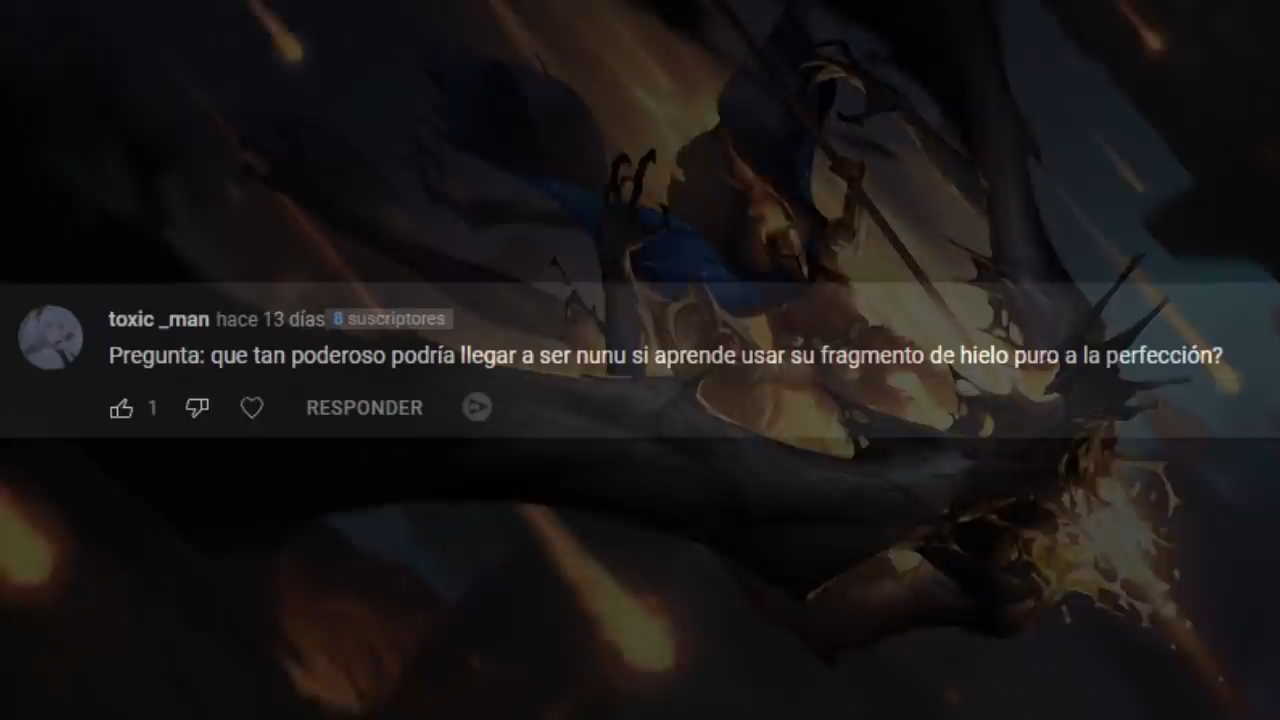 toxic _man hace 13 días 8 suscriptores
Pregunta: que tan poderoso podría llegar a ser nunu si aprende usar su fragmento de hielo puro a la perfección?
1 RESPONDER